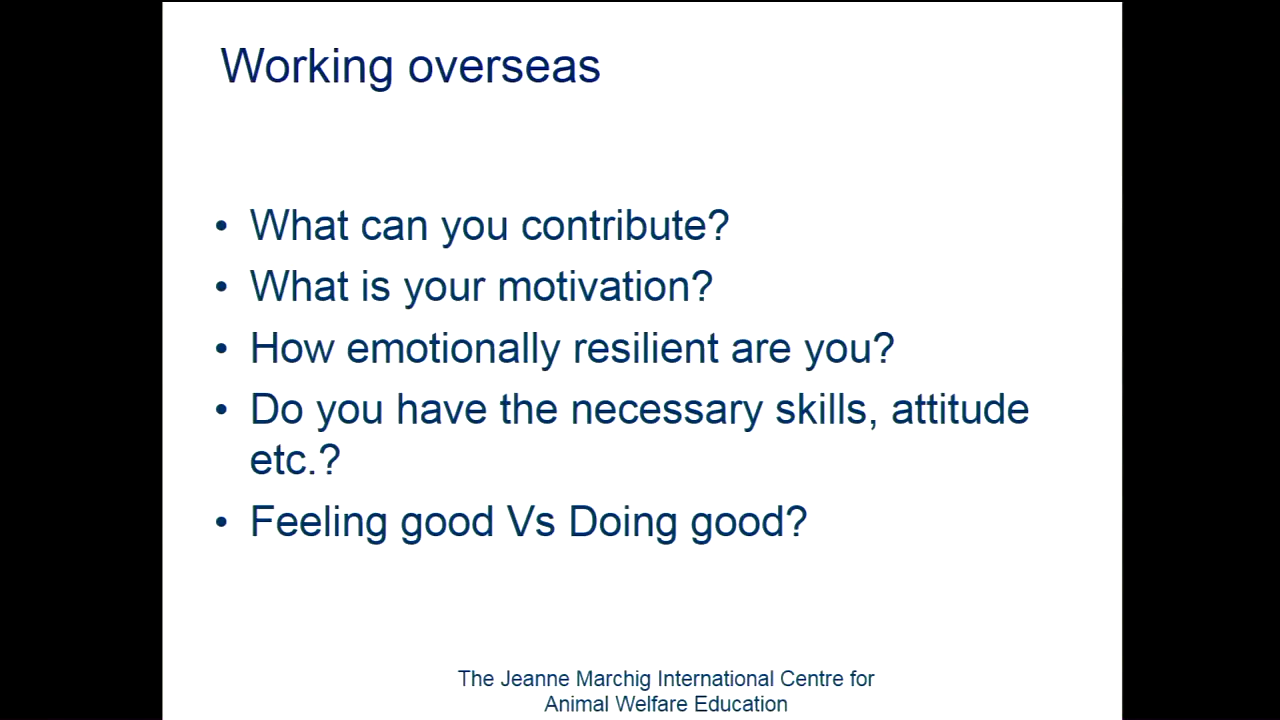 Working overseas
• What can you contribute?
• What is your motivation?
• How emotionally resilient are you?
• Do you have the necessary skills, attitude
etc.?
• Feeling good Vs Doing good?
The Jeanne Marchig International Centre for
Animal Welfare Education